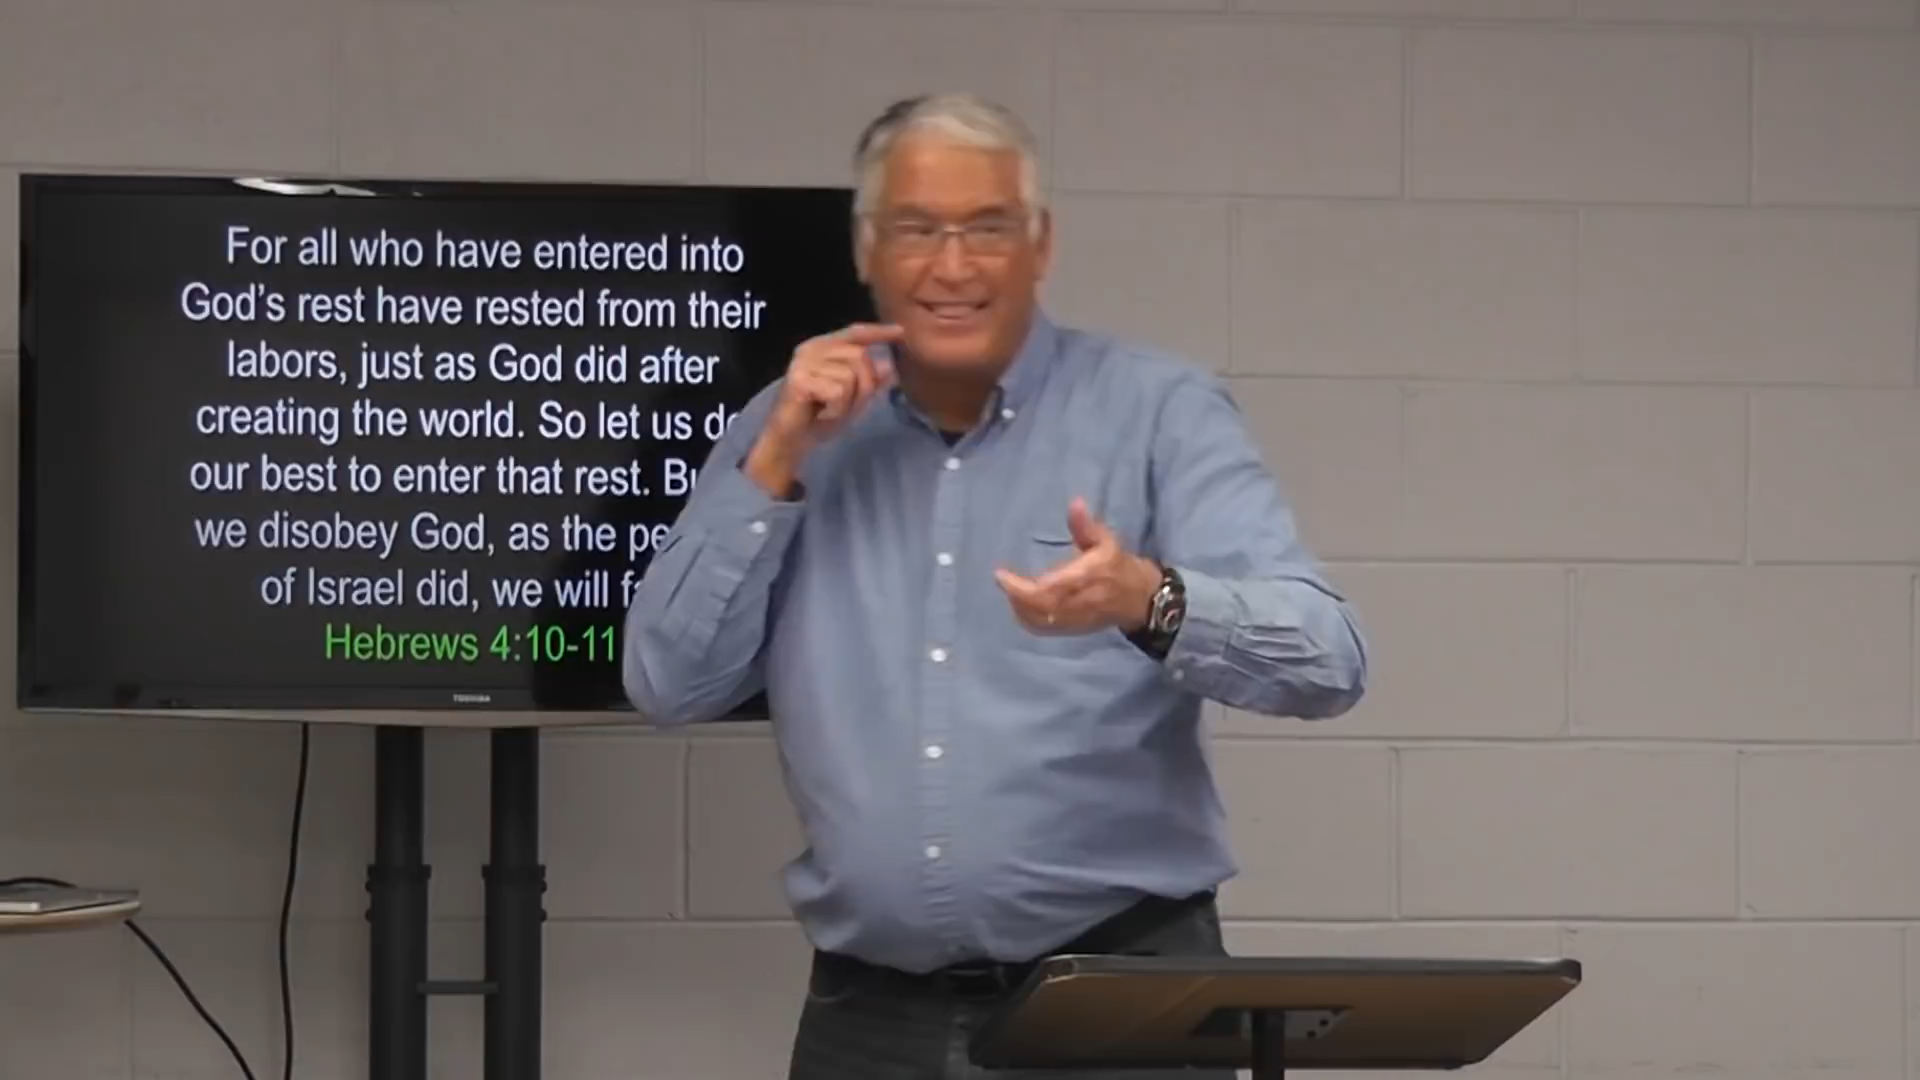 For all who have entered into
God's rest have rested from their
labors, just as God did after
creating the world. So let us
our best to enter that rest.
we disobey God, as the
of Israel did, we will
Hebrews 4:10-11
TOSHIBA